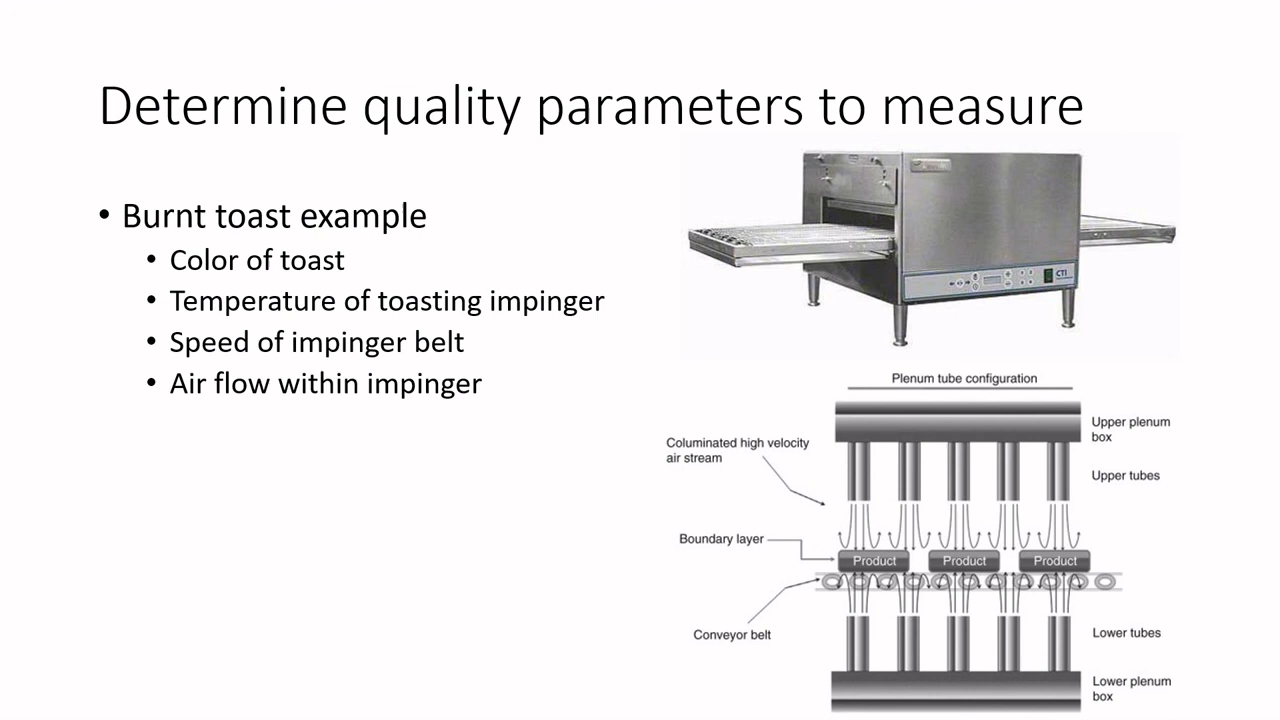 Determine quality parameters to measure
• Burnt toast example
• Color of toast
• Temperature of toasting impinger
• Speed of impinger belt
• Air flow within impinger
CTI
Plenum tube configuration
Upper plenum
box
Columinated high velocity
air stream
Upper tubes
Boundary layer
Product
Product
Product
Conveyor belt
Lower tubes
Lower plenum
box